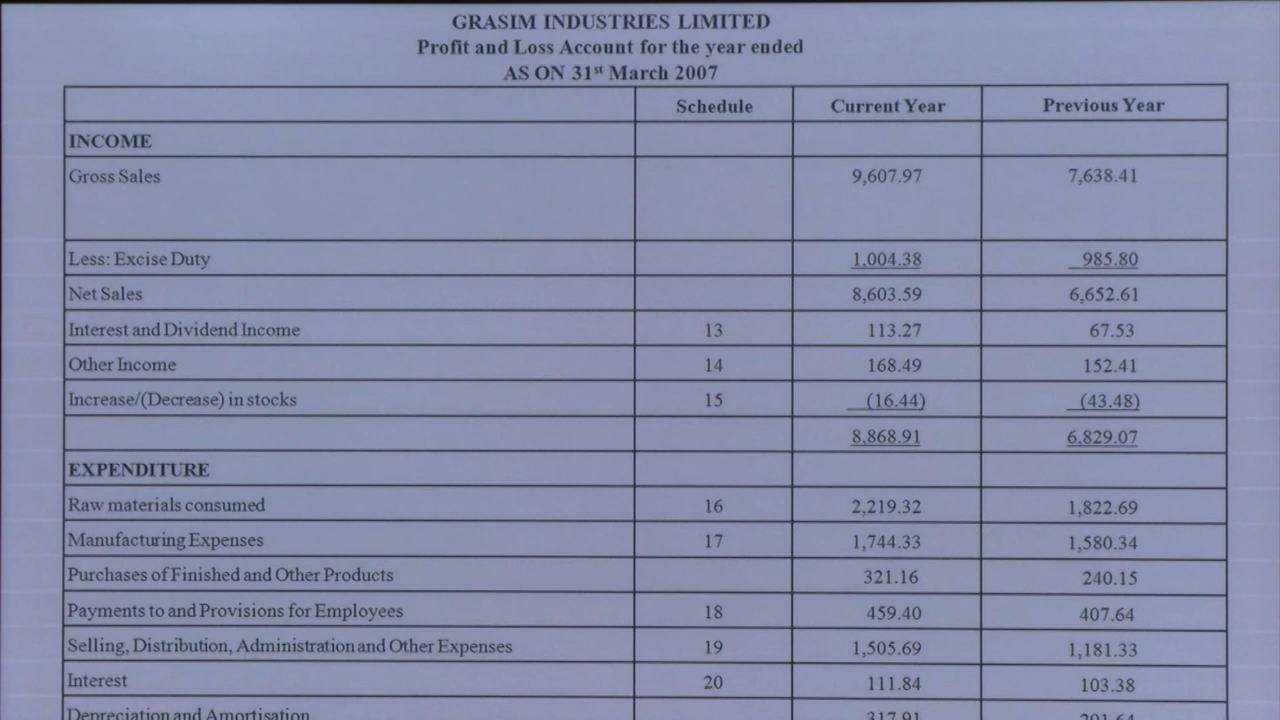 GRASIM INDUSTRIES LIMITED
Profit and Loss Account for the year ended
AS ON 31st March 2007
Schedule Current Year Previous Year
INCOME
Gross Sales 9,607.97 7,638.41
Less: Excise Duty 1,004.38 985.80
Net Sales 8,603.59 6,652.61
Interest and Dividend Income 13 113.27 67.53
Other Income 14 168.49 152.41
Increase/(Decrease) in stocks 15 (16.44) (43.48)
8,868.91 6,829.07
EXPENDITURE
Raw materials consumed 16 2,219.32 1,822.69
Manufacturing Expenses 17 1,744.33 1,580.34
Purchases of Finished and Other Products 321.16 240.15
Payments to and Provisions for Employees 18 459.40 407.64
Selling, Distribution, Administration and Other Expenses 19 1,505.69 1,181.33
Interest 20 111.84 103.38
Depreciation and Amortisation 317.91 291.64